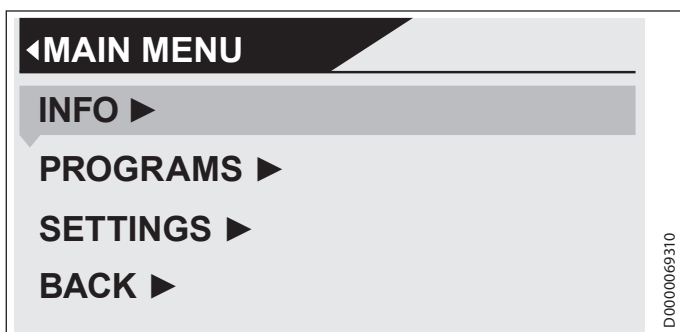 ◀MAIN MENU
INFO ►
PROGRAMS ►
SETTINGS ►
BACK ►
D0000069310